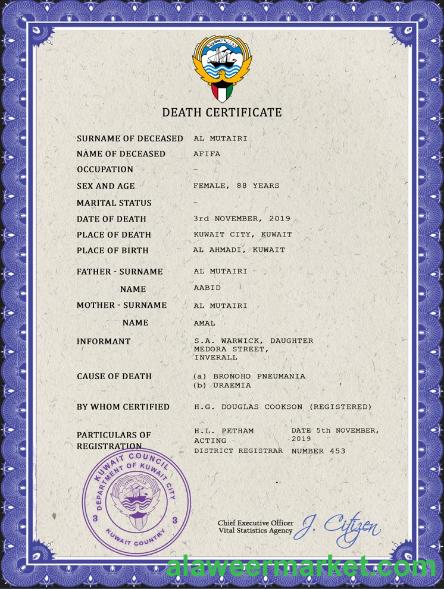 DEATH CERTIFICATE
SURNAME OF DECEASED AL MUTAIRI
NAME OF DECEASED AFIFA
OCCUPATION –
SEX AND AGE FEMALE, 88 YEARS
MARITAL STATUS –
DATE OF DEATH 3rd NOVEMBER, 2019
PLACE OF DEATH KUWAIT CITY, KUWAIT
PLACE OF BIRTH AL AHMADI, KUWAIT
FATHER - SURNAME AL MUTAIRI
NAME AABID
MOTHER - SURNAME AL MUTAIRI
NAME AMAL
INFORMANT S.A. WARWICK, DAUGHTER
MEDORA STREET,
INVERALL
CAUSE OF DEATH (a) BRONOHO PNEUMANIA
(b) URAEMIA
BY WHOM CERTIFIED H.G. DOUGLAS COOKSON (REGISTERED)
PARTICULARS OF REGISTRATION
H.L. PETHAM
ACTING
DISTRICT REGISTRAR
DATE 5th NOVEMBER,
2019
NUMBER 453
KUWAIT COUNCIL
DEPARTMENT OF KUWAIT CITY
3 3
KUWAIT COUNTRY
Chief Executive Officer
Vital Statistics Agency
J. Citizen
alaweermarket.com